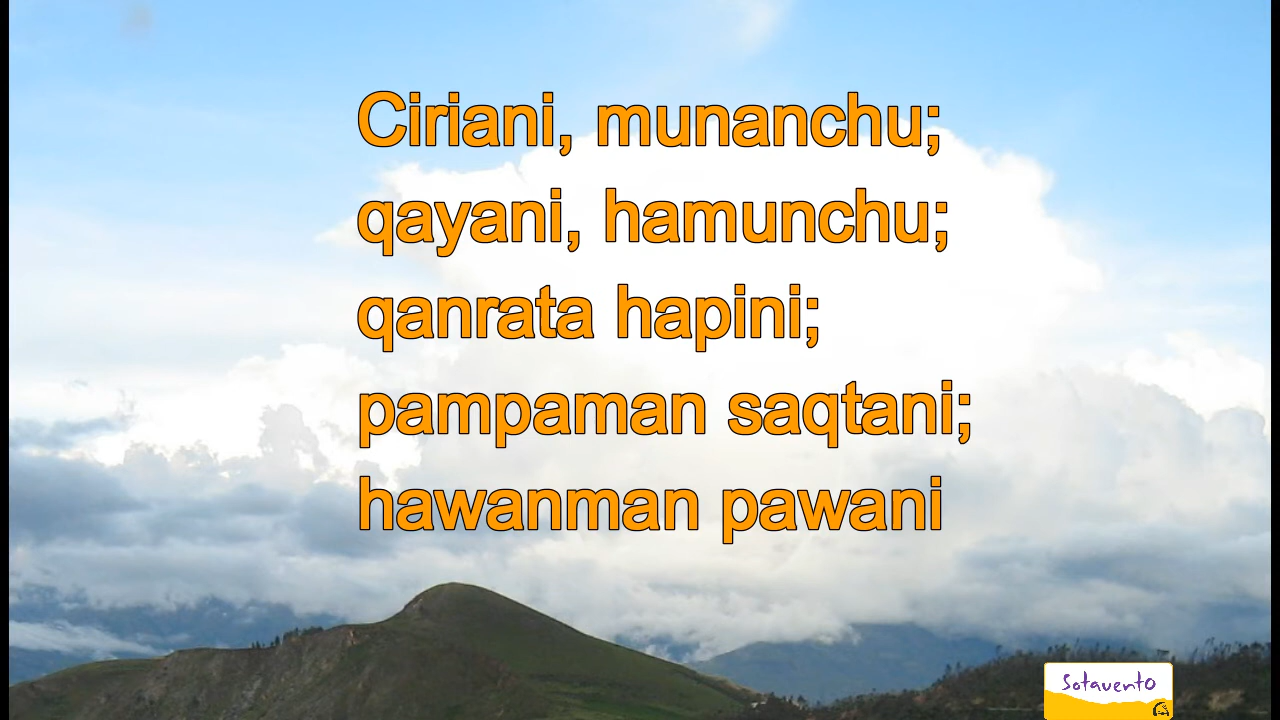 Ciriani, munanchu;
qayani, hamunchu;
qanrata hapini;
pampaman saqtani;
hawanman pawani
Sotavento